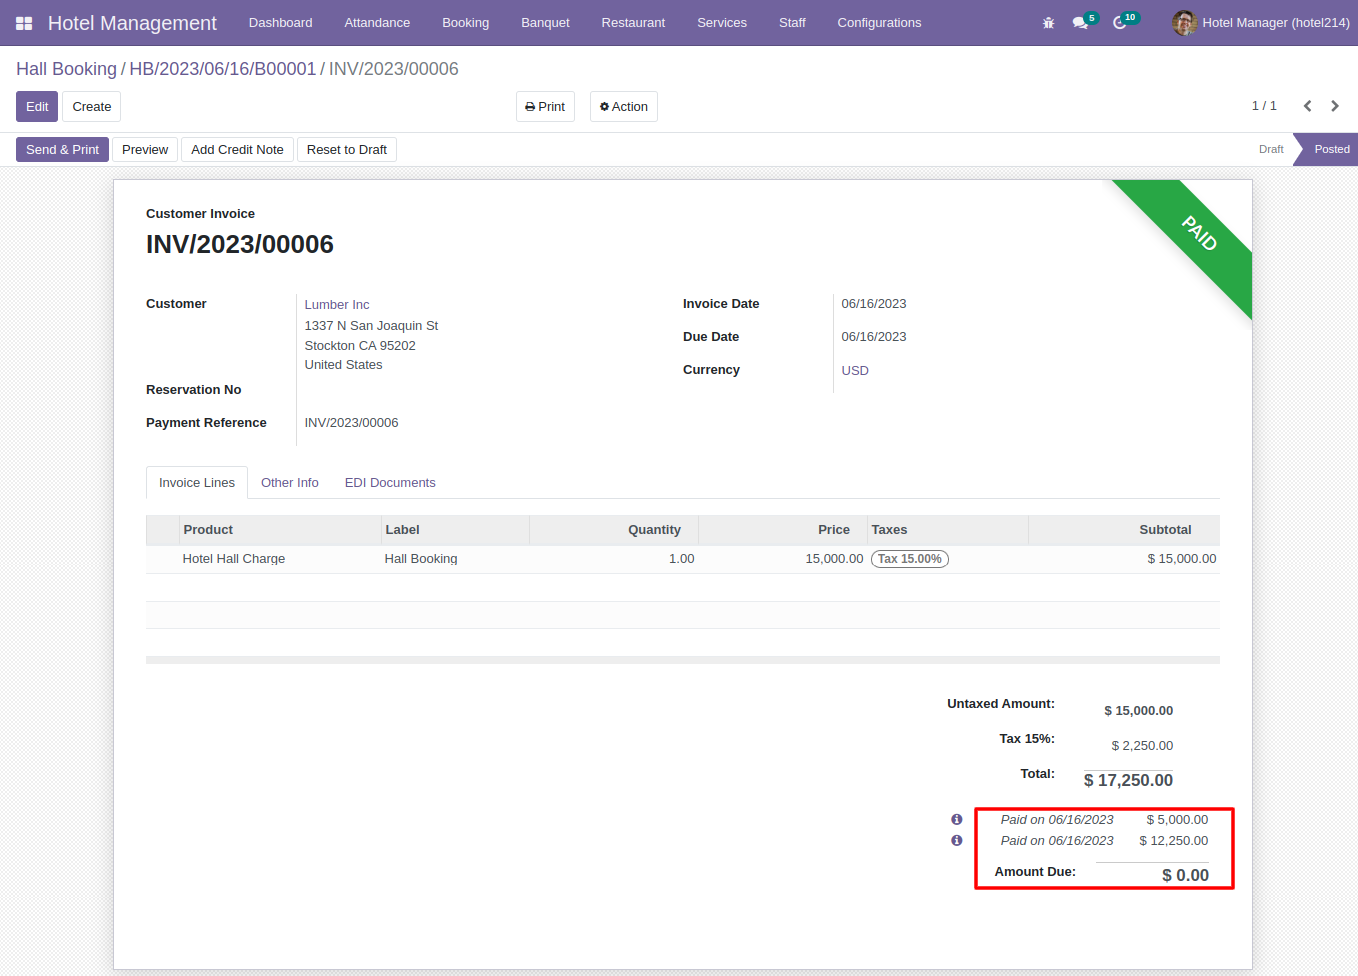 Hotel Management Dashboard Attandance Booking Banquet Restaurant Services Staff Configurations 5 10 Hotel Manager (hotel214)
Hall Booking / HB/2023/06/16/B00001 / INV/2023/00006
Edit Create Print Action 1 / 1
Send & Print Preview Add Credit Note Reset to Draft Draft Posted
PAID
Customer Invoice
INV/2023/00006
Customer Lumber Inc Invoice Date 06/16/2023
1337 N San Joaquin St
Stockton CA 95202 Due Date 06/16/2023
United States Currency USD
Reservation No
Payment Reference INV/2023/00006
Invoice Lines Other Info EDI Documents
Product Label Quantity Price Taxes Subtotal
Hotel Hall Charge Hall Booking 1.00 15,000.00 Tax 15.00% $ 15,000.00
Untaxed Amount: $ 15,000.00
Tax 15%: $ 2,250.00
Total: $ 17,250.00
Paid on 06/16/2023 $ 5,000.00
Paid on 06/16/2023 $ 12,250.00
Amount Due: $ 0.00